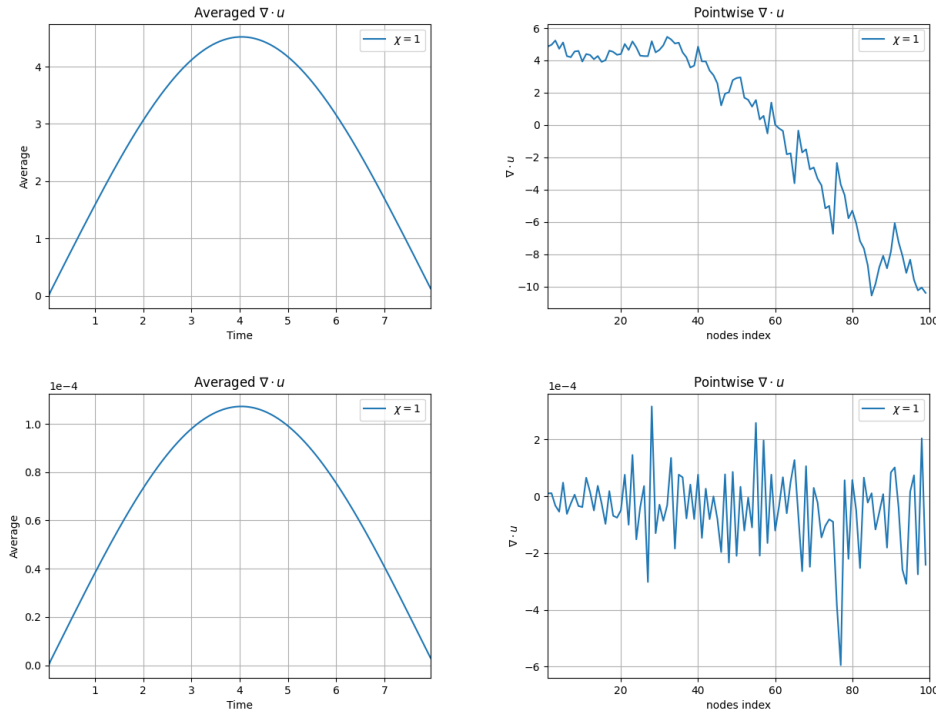 Averaged ∇ · u
χ = 1
Average
4
3
2
1
0
1 2 3 4 5 6 7
Time
Pointwise ∇ · u
χ = 1
∇ · u
6
4
2
0
−2
−4
−6
−8
−10
20 40 60 80 100
nodes index
Averaged ∇ · u
1e−4
χ = 1
Average
1.0
0.8
0.6
0.4
0.2
0.0
1 2 3 4 5 6 7
Time
Pointwise ∇ · u
1e−4
χ = 1
∇ · u
2
0
−2
−4
−6
20 40 60 80 100
nodes index